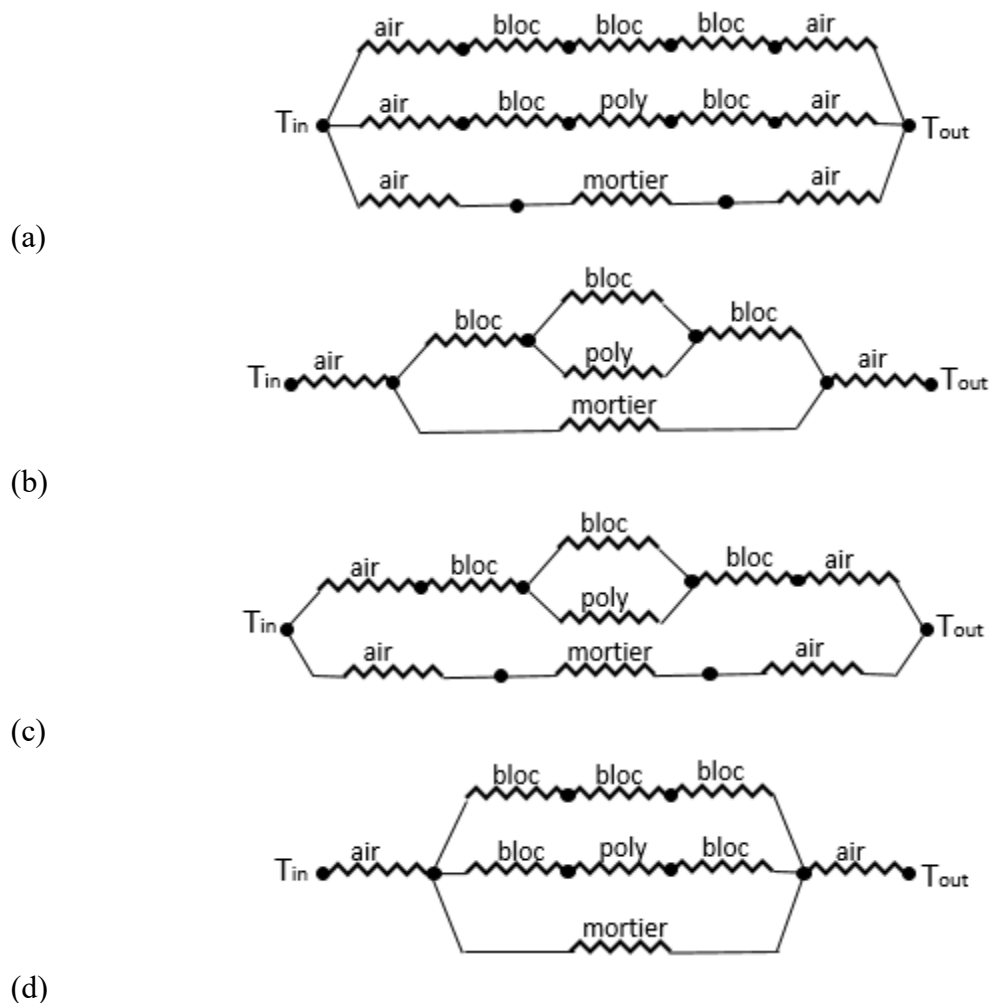 air bloc bloc bloc air
Tin air bloc poly bloc air Tout
air mortier air
(a)
bloc
bloc bloc
Tin air poly air Tout
mortier
(b)
bloc
air bloc bloc air
Tin poly Tout
air mortier air
(c)
bloc bloc bloc
Tin air bloc poly bloc air Tout
mortier
(d)